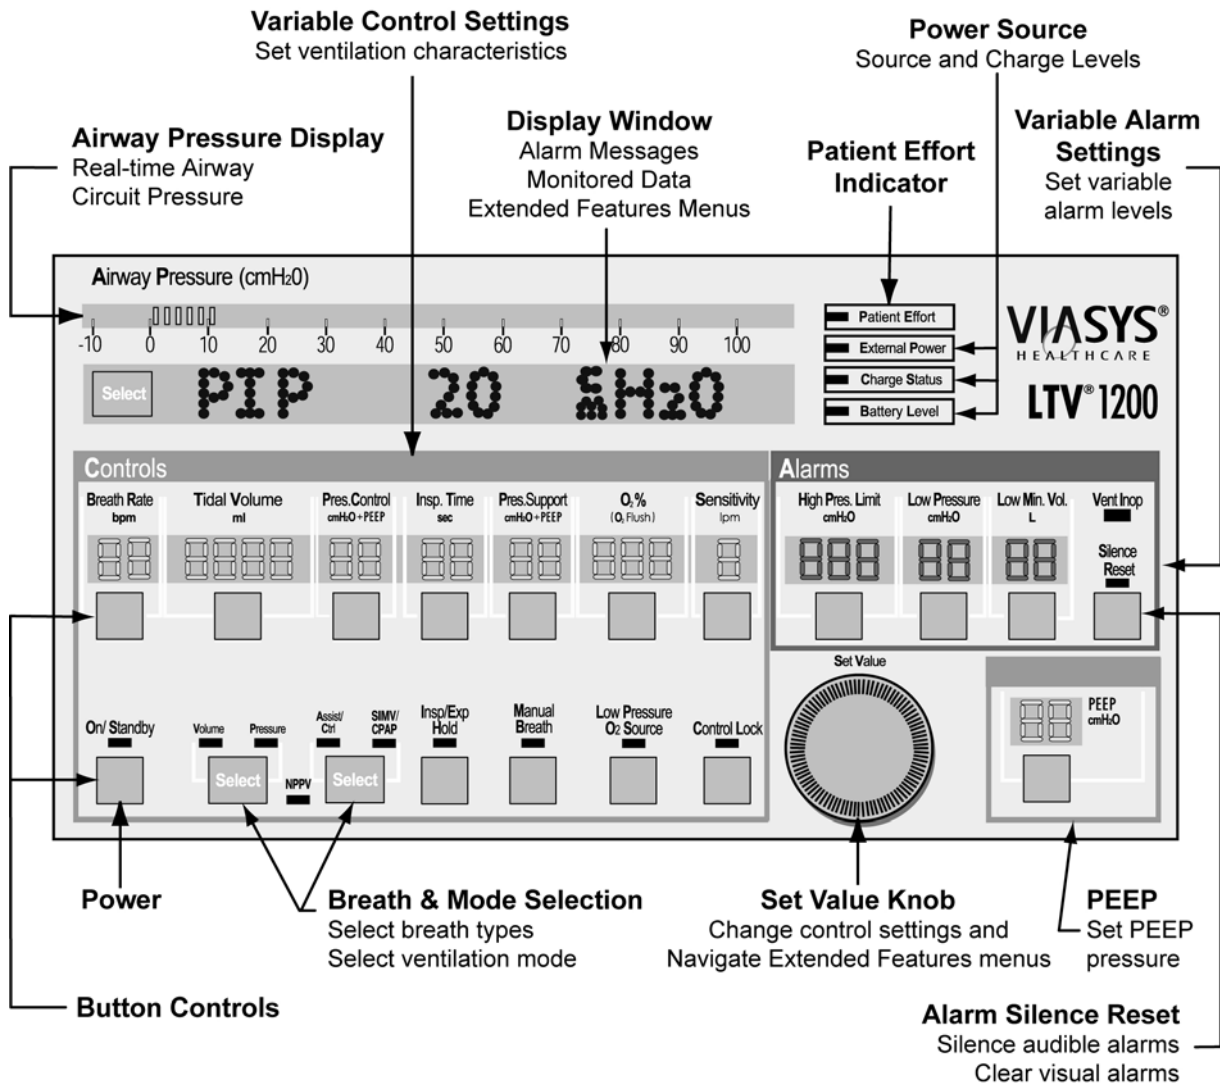 Variable Control Settings
Set ventilation characteristics
Power Source
Source and Charge Levels
Airway Pressure Display
Real-time Airway
Circuit Pressure
Display Window
Alarm Messages
Monitored Data
Extended Features Menus
Patient Effort
Indicator
Variable Alarm
Settings
Set variable
alarm levels
Airway Pressure (cmH20)
-10 0 10 20 30 40 50 60 70 80 90 100
Select
PIP 20 cmH2O
Patient Effort
External Power
Charge Status
Battery Level
VIASYS®
HEALTHCARE
LTV® 1200
Controls
Breath Rate
bpm
Tidal Volume
ml
Pres.Control
cmH2O+PEEP
Insp. Time
sec
Pres.Support
cmH2O+PEEP
O2%
(O2 Flush)
Sensitivity
lpm
Alarms
High Pres. Limit
cmH2O
Low Pressure
cmH2O
Low Min. Vol.
L
Vent Inop
Silence
Reset
On/ Standby
Volume
Pressure
Select
NPPV
Assist/
Ctrl
SIMV/
CPAP
Select
Insp/Exp
Hold
Manual
Breath
Low Pressure
O2 Source
Control Lock
Set Value
PEEP
cmH2O
Power
Breath & Mode Selection
Select breath types
Select ventilation mode
Set Value Knob
Change control settings and
Navigate Extended Features menus
PEEP
Set PEEP
pressure
Button Controls
Alarm Silence Reset
Silence audible alarms
Clear visual alarms